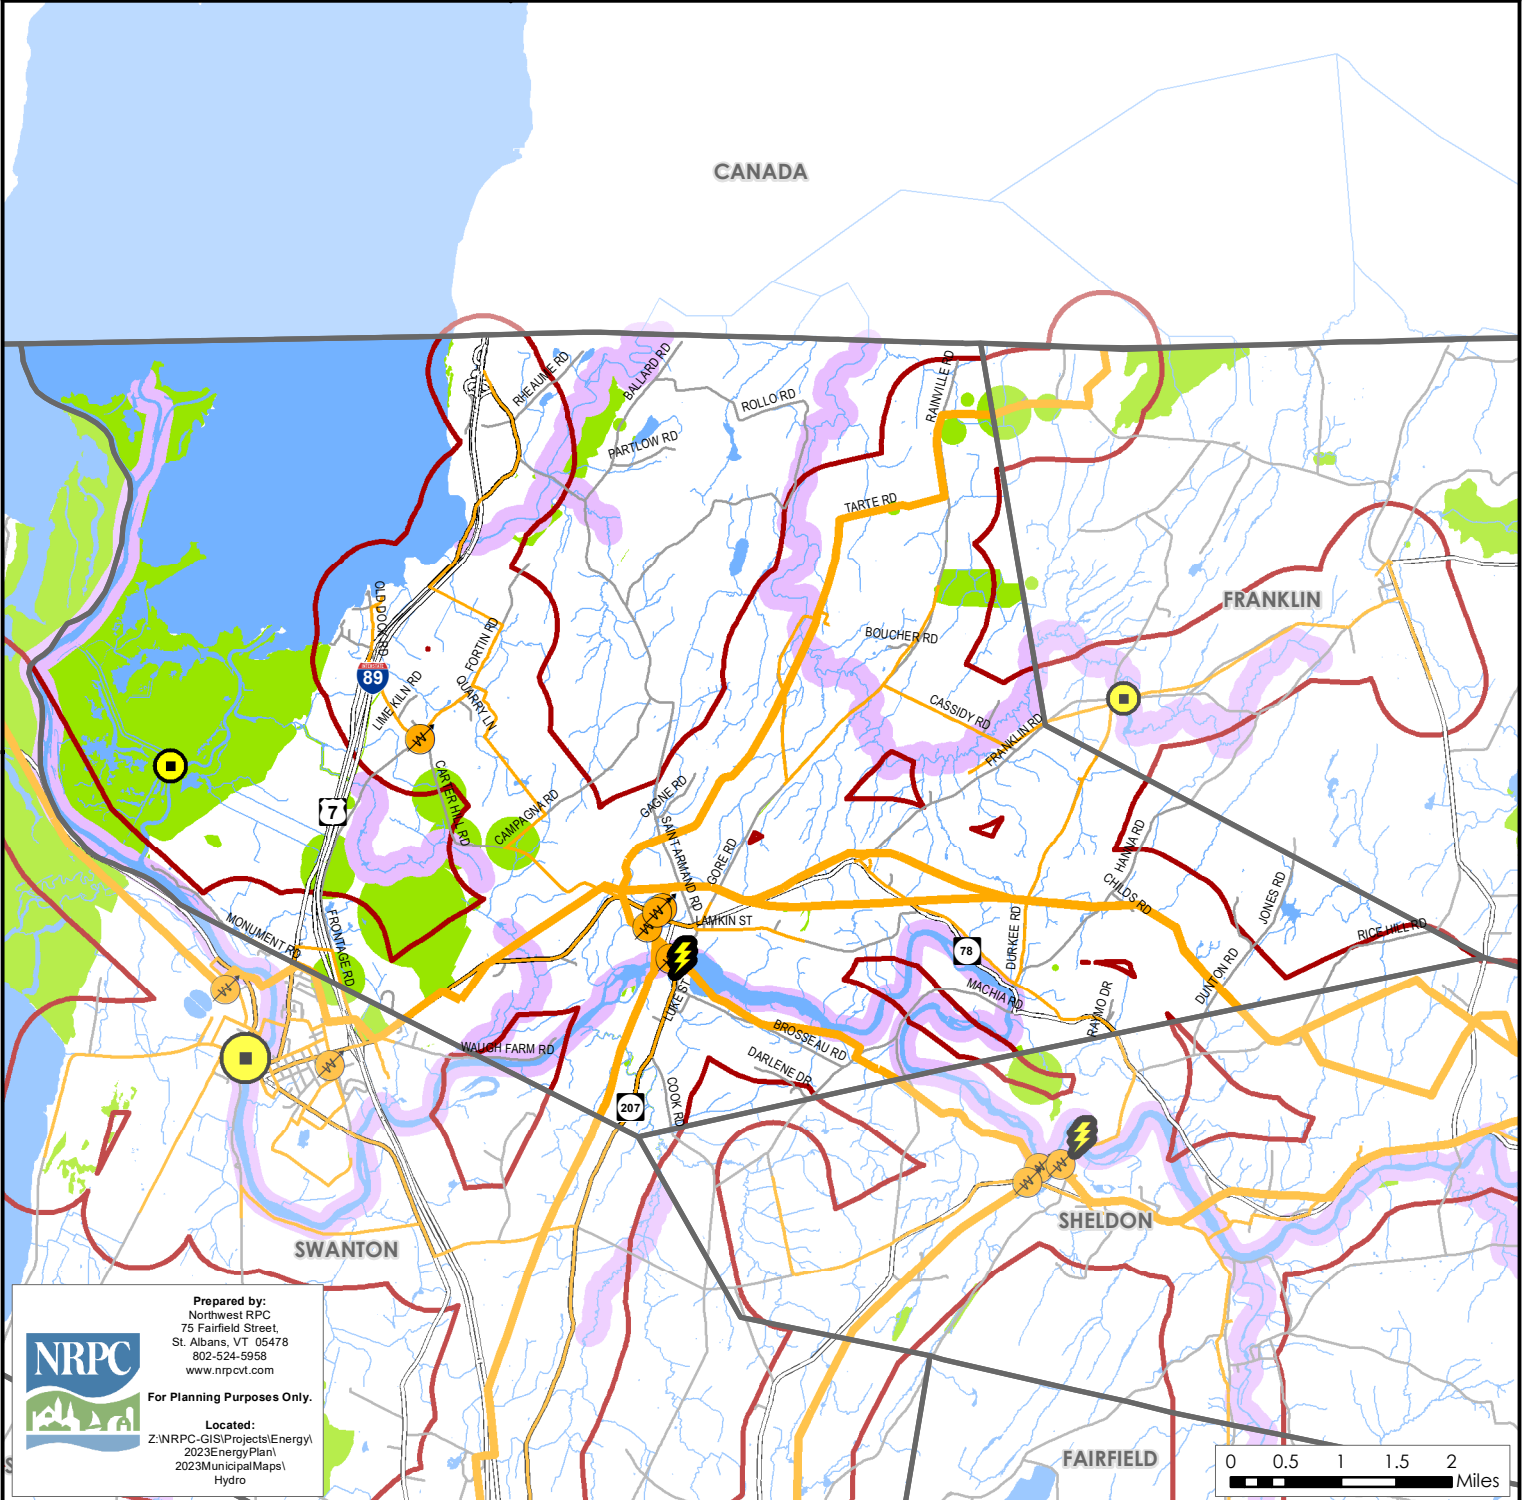 CANADA
RHEAUME RD
BALLARD RD
ROLLO RD
RAINVILLE RD
PARTLOW RD
TARTE RD
OLD DOCK RD
FORTIN RD
BOUCHER RD
FRANKLIN
89
LIME KILN RD
QUARRY LN
CASSIDY RD
FRANKLIN RD
W
CARTER HILL RD
7
CAMPAGNA RD
GAGNE RD
SAINT ARMAND RD
GORE RD
HANNA RD
CHILDS RD
JONES RD
RICE HILL RD
MONUMENT RD
FRONTAGE RD
W
W
LAMKIN ST
DURKEE RD
78
DUNTON RD
MACHIA RD
RAYMO DR
W
LUKE ST
BROSSEAU RD
WAUGH FARM RD
DARLENE DR
W
COOK RD
207
W
W
W
SHELDON
SWANTON
FAIRFIELD
Prepared by:
Northwest RPC
75 Fairfield Street,
St. Albans, VT 05478
802-524-5958
www.nrpcvt.com
NRPC
For Planning Purposes Only.
Located:
Z:\NRPC-GIS\Projects\Energy\
2023EnergyPlan\
2023MunicipalMaps\
Hydro
0 0.5 1 1.5 2
Miles